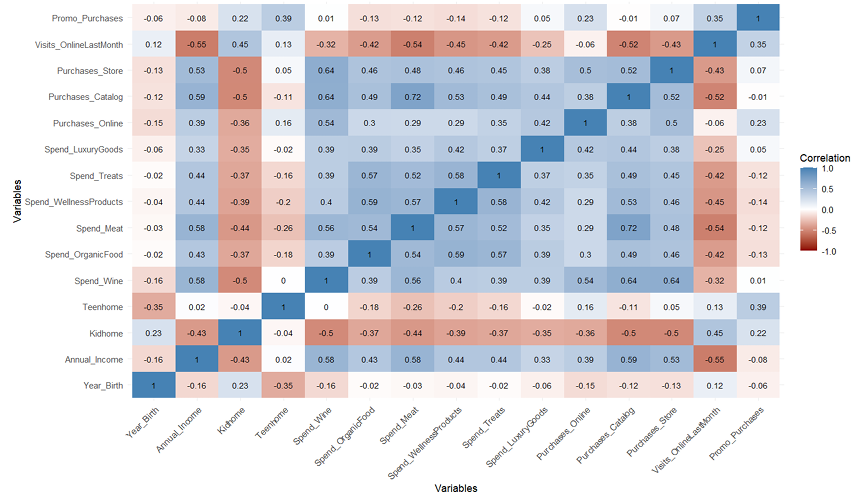 Promo_Purchases -0.06 -0.08 0.22 0.39 0.01 -0.13 -0.12 -0.14 -0.12 0.05 0.23 -0.01 0.07 0.35 1
Visits_OnlineLastMonth 0.12 -0.55 0.45 0.13 -0.32 -0.42 -0.54 -0.45 -0.42 -0.25 -0.06 -0.52 -0.43 1 0.35
Purchases_Store -0.13 0.53 -0.5 0.05 0.64 0.46 0.48 0.46 0.45 0.38 0.5 0.52 1 -0.43 0.07
Purchases_Catalog -0.12 0.59 -0.5 -0.11 0.64 0.49 0.72 0.53 0.49 0.44 0.38 1 0.52 -0.52 -0.01
Purchases_Online -0.15 0.39 -0.36 0.16 0.54 0.3 0.29 0.29 0.35 0.42 1 0.38 0.5 -0.06 0.23
Spend_LuxuryGoods -0.06 0.33 -0.35 -0.02 0.39 0.39 0.35 0.42 0.37 1 0.42 0.44 0.38 -0.25 0.05
Spend_Treats -0.02 0.44 -0.37 -0.16 0.39 0.57 0.52 0.58 1 0.37 0.35 0.49 0.45 -0.42 -0.12
Spend_WellnessProducts -0.04 0.44 -0.39 -0.2 0.4 0.59 0.57 1 0.58 0.42 0.29 0.53 0.46 -0.45 -0.14
Spend_Meat -0.03 0.58 -0.44 -0.26 0.56 0.54 1 0.57 0.52 0.35 0.29 0.72 0.48 -0.54 -0.12
Spend_OrganicFood -0.02 0.43 -0.37 -0.18 0.39 1 0.54 0.59 0.57 0.39 0.3 0.49 0.46 -0.42 -0.13
Spend_Wine -0.16 0.58 -0.5 0 1 0.39 0.56 0.4 0.39 0.39 0.54 0.64 0.64 -0.32 0.01
Teenhome -0.35 0.02 -0.04 1 0 -0.18 -0.26 -0.2 -0.16 -0.02 0.16 -0.11 0.05 0.13 0.39
Kidhome 0.23 -0.43 1 -0.04 -0.5 -0.37 -0.44 -0.39 -0.37 -0.35 -0.36 -0.5 -0.5 0.45 0.22
Annual_Income -0.16 1 -0.43 0.02 0.58 0.43 0.58 0.44 0.44 0.33 0.39 0.59 0.53 -0.55 -0.08
Year_Birth 1 -0.16 0.23 -0.35 -0.16 -0.02 -0.03 -0.04 -0.02 -0.06 -0.15 -0.12 -0.13 0.12 -0.06
Year_Birth
Annual_Income
Kidhome
Teenhome
Spend_Wine
Spend_OrganicFood
Spend_Meat
Spend_WellnessProducts
Spend_Treats
Spend_LuxuryGoods
Purchases_Online
Purchases_Catalog
Purchases_Store
Visits_OnlineLastMonth
Promo_Purchases
Variables
Variables
Correlation
1.0
0.5
0.0
-0.5
-1.0